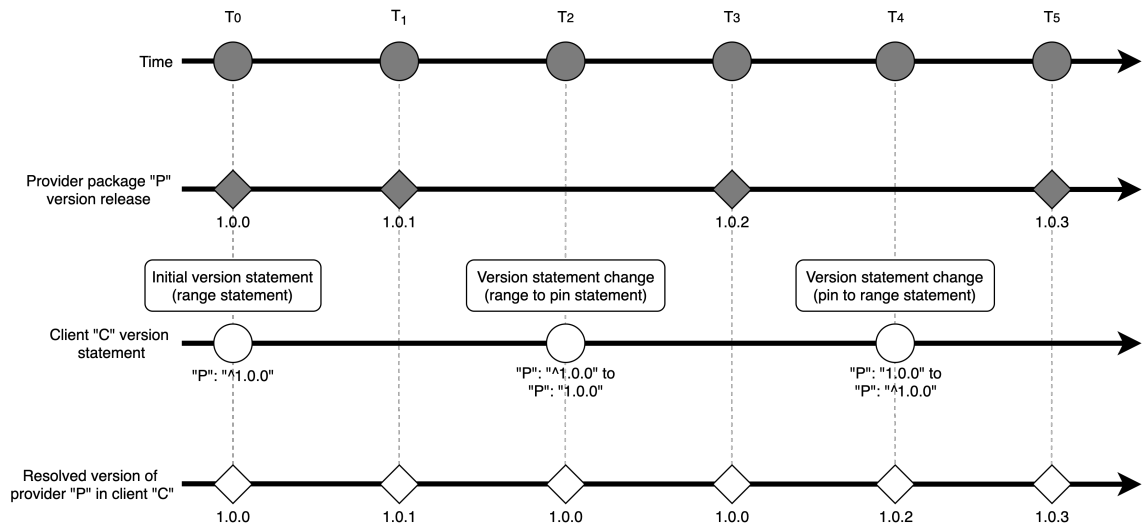 T0 T1 T2 T3 T4 T5
Time
Provider package "P"
version release
1.0.0 1.0.1 1.0.2 1.0.3
Initial version statement
(range statement)
Version statement change
(range to pin statement)
Version statement change
(pin to range statement)
Client "C" version
statement
"P": "^1.0.0"
"P": "^1.0.0" to
"P": "1.0.0"
"P": "1.0.0" to
"P": "^1.0.0"
Resolved version of
provider "P" in client "C"
1.0.0 1.0.1 1.0.0 1.0.0 1.0.2 1.0.3